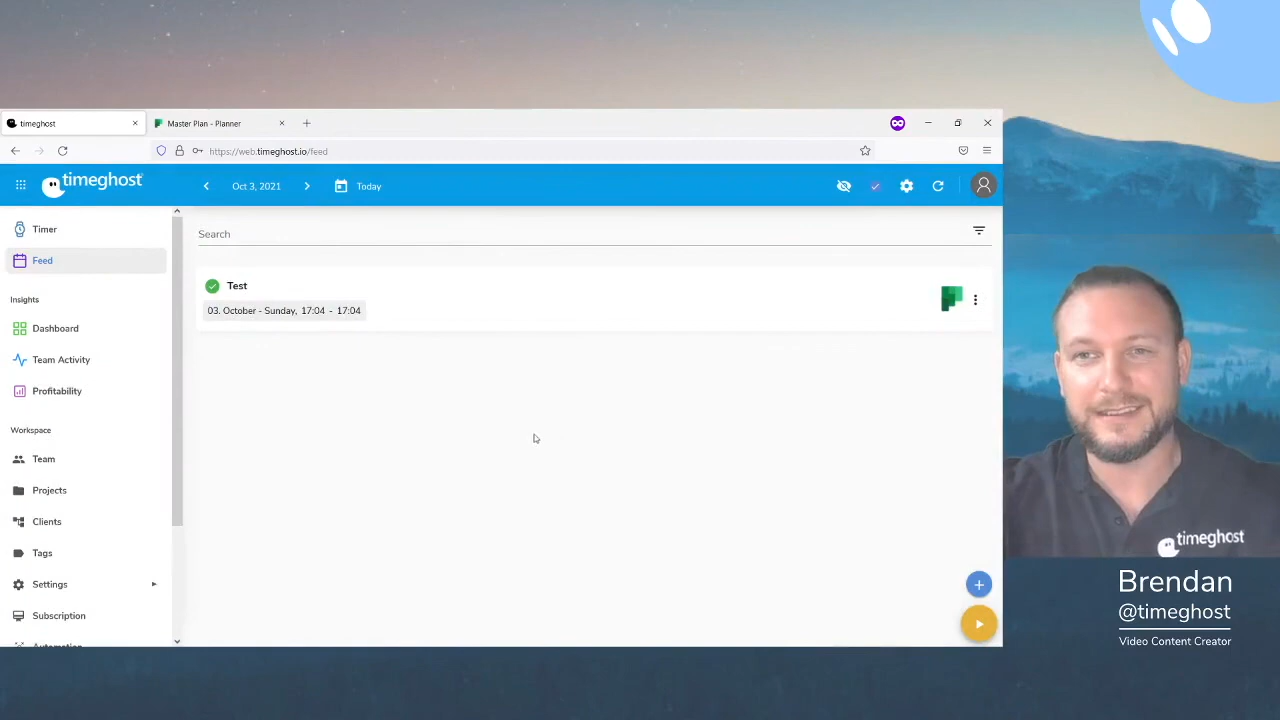 timeghost
Master Plan - Planner
https://web.timeghost.io/feed
timeghost
Oct 3, 2021
Today
Timer
Feed
Insights
Dashboard
Team Activity
Profitability
Workspace
Team
Projects
Clients
Tags
Settings
Subscription
Automation
Search
Test
03. October - Sunday, 17:04 - 17:04
timeghost
Brendan
@timeghost
Video Content Creator